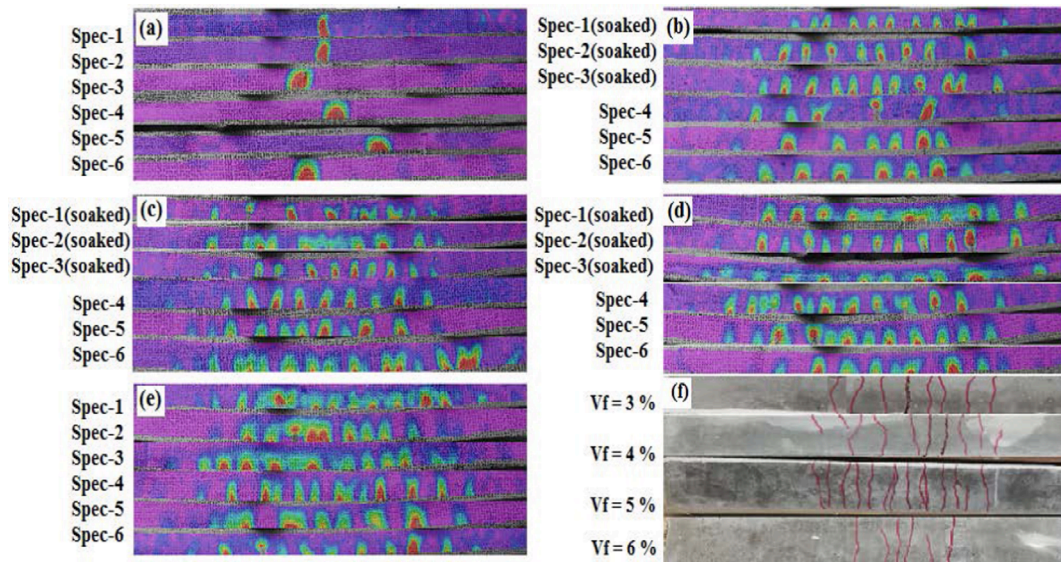 (a)
Spec-1
Spec-2
Spec-3
Spec-4
Spec-5
Spec-6
(b)
Spec-1(soaked)
Spec-2(soaked)
Spec-3(soaked)
Spec-4
Spec-5
Spec-6
(c)
Spec-1(soaked)
Spec-2(soaked)
Spec-3(soaked)
Spec-4
Spec-5
Spec-6
(d)
Spec-1(soaked)
Spec-2(soaked)
Spec-3(soaked)
Spec-4
Spec-5
Spec-6
(e)
Spec-1
Spec-2
Spec-3
Spec-4
Spec-5
Spec-6
(f)
Vf = 3 %
Vf = 4 %
Vf = 5 %
Vf = 6 %